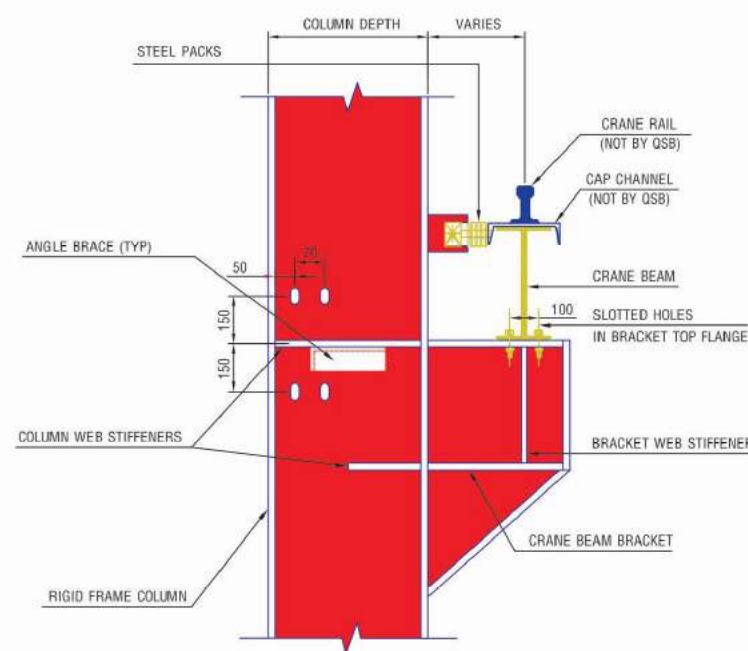 COLUMN DEPTH
VARIES
STEEL PACKS
CRANE RAIL
(NOT BY QSB)
CAP CHANNEL
(NOT BY QSB)
ANGLE BRACE (TYP)
70
50
CRANE BEAM
150
100
SLOTTED HOLES
IN BRACKET TOP FLANGE
150
COLUMN WEB STIFFENERS
BRACKET WEB STIFFENER
CRANE BEAM BRACKET
RIGID FRAME COLUMN